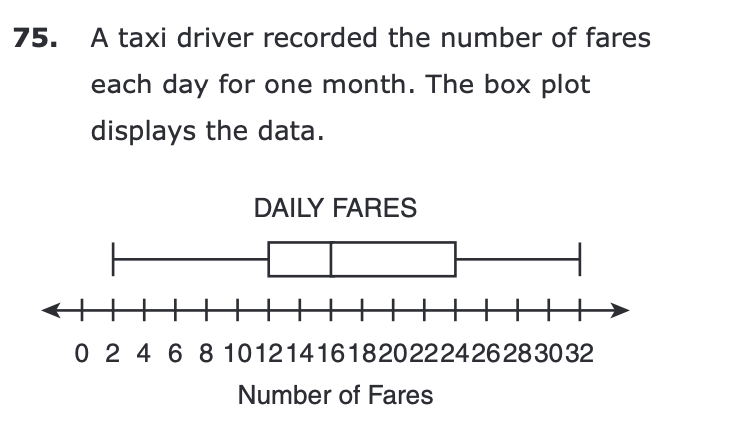 75. A taxi driver recorded the number of fares
each day for one month. The box plot
displays the data.
DAILY FARES
0 2 4 6 8 10 12 14 16 18 20 22 24 26 28 30 32
Number of Fares